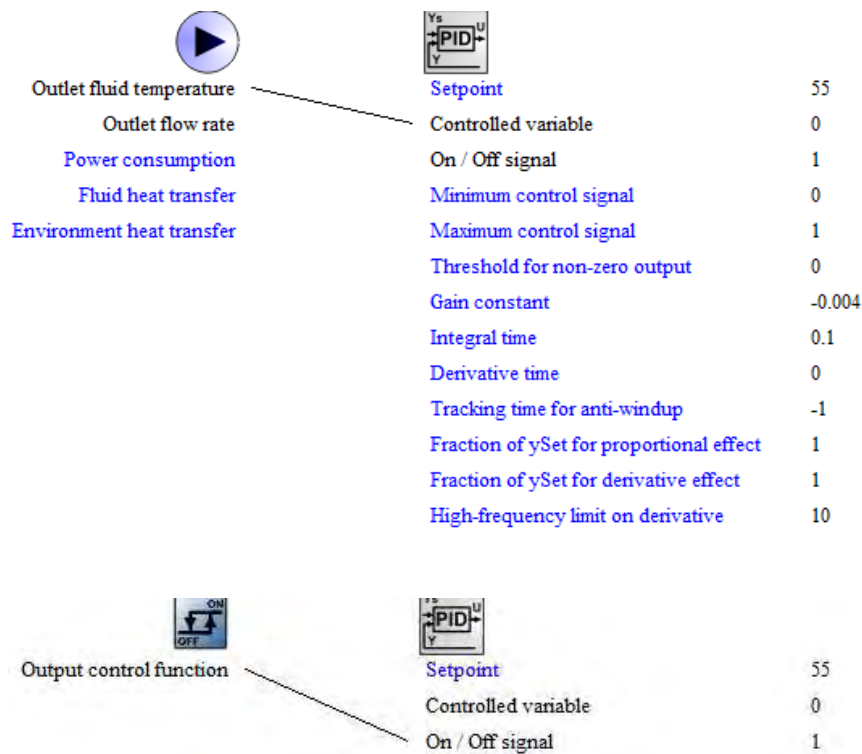 Ys
U
PID
Y
Outlet fluid temperature Setpoint 55
Outlet flow rate Controlled variable 0
Power consumption On / Off signal 1
Fluid heat transfer Minimum control signal 0
Environment heat transfer Maximum control signal 1
Threshold for non-zero output 0
Gain constant -0.004
Integral time 0.1
Derivative time 0
Tracking time for anti-windup -1
Fraction of ySet for proportional effect 1
Fraction of ySet for derivative effect 1
High-frequency limit on derivative 10
ON
OFF
Ys
U
PID
Y
Output control function Setpoint 55
Controlled variable 0
On / Off signal 1